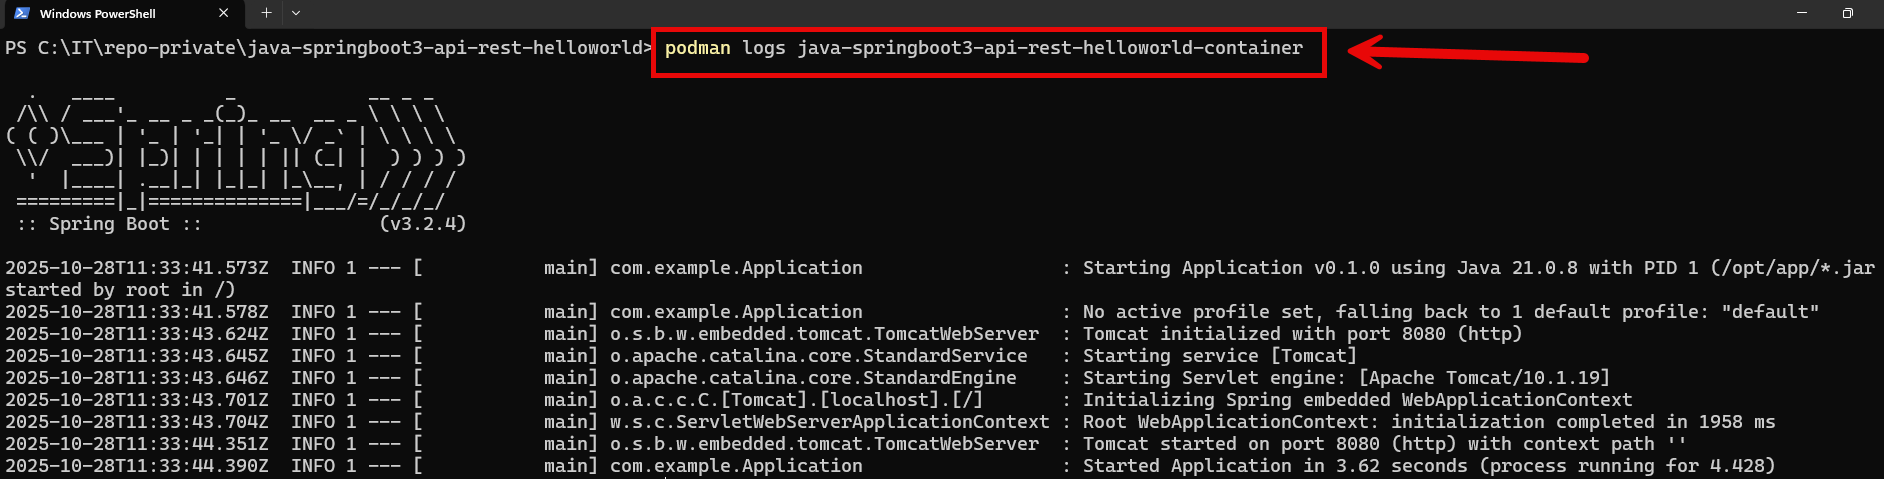 Windows PowerShell
PS C:\IT\repo-private\java-springboot3-api-rest-helloworld> podman logs java-springboot3-api-rest-helloworld-container
  .   ____          _            __ _ _
 /\\ / ___'_ __ _ _(_)_ __  __ _ \ \ \ \
( ( )\___ | '_ | '_| | '_ \/ _` | \ \ \ \
 \\/  ___)| |_)| | | | | || (_| |  ) ) ) )
  '  |____| .__|_| |_|_| |_\__, | / / / /
 =========|_|==============|___/=/_/_/_/
 :: Spring Boot ::                (v3.2.4)
2025-10-28T11:33:41.573Z  INFO 1 --- [           main] com.example.Application                  : Starting Application v0.1.0 using Java 21.0.8 with PID 1 (/opt/app/*.jar
started by root in /)
2025-10-28T11:33:41.578Z  INFO 1 --- [           main] com.example.Application                  : No active profile set, falling back to 1 default profile: "default"
2025-10-28T11:33:43.624Z  INFO 1 --- [           main] o.s.b.w.embedded.tomcat.TomcatWebServer  : Tomcat initialized with port 8080 (http)
2025-10-28T11:33:43.645Z  INFO 1 --- [           main] o.apache.catalina.core.StandardService   : Starting service [Tomcat]
2025-10-28T11:33:43.646Z  INFO 1 --- [           main] o.apache.catalina.core.StandardEngine    : Starting Servlet engine: [Apache Tomcat/10.1.19]
2025-10-28T11:33:43.701Z  INFO 1 --- [           main] o.a.c.c.C.[Tomcat].[localhost].[/]       : Initializing Spring embedded WebApplicationContext
2025-10-28T11:33:43.704Z  INFO 1 --- [           main] w.s.c.ServletWebServerApplicationContext : Root WebApplicationContext: initialization completed in 1958 ms
2025-10-28T11:33:44.351Z  INFO 1 --- [           main] o.s.b.w.embedded.tomcat.TomcatWebServer  : Tomcat started on port 8080 (http) with context path ''
2025-10-28T11:33:44.390Z  INFO 1 --- [           main] com.example.Application                  : Started Application in 3.62 seconds (process running for 4.428)